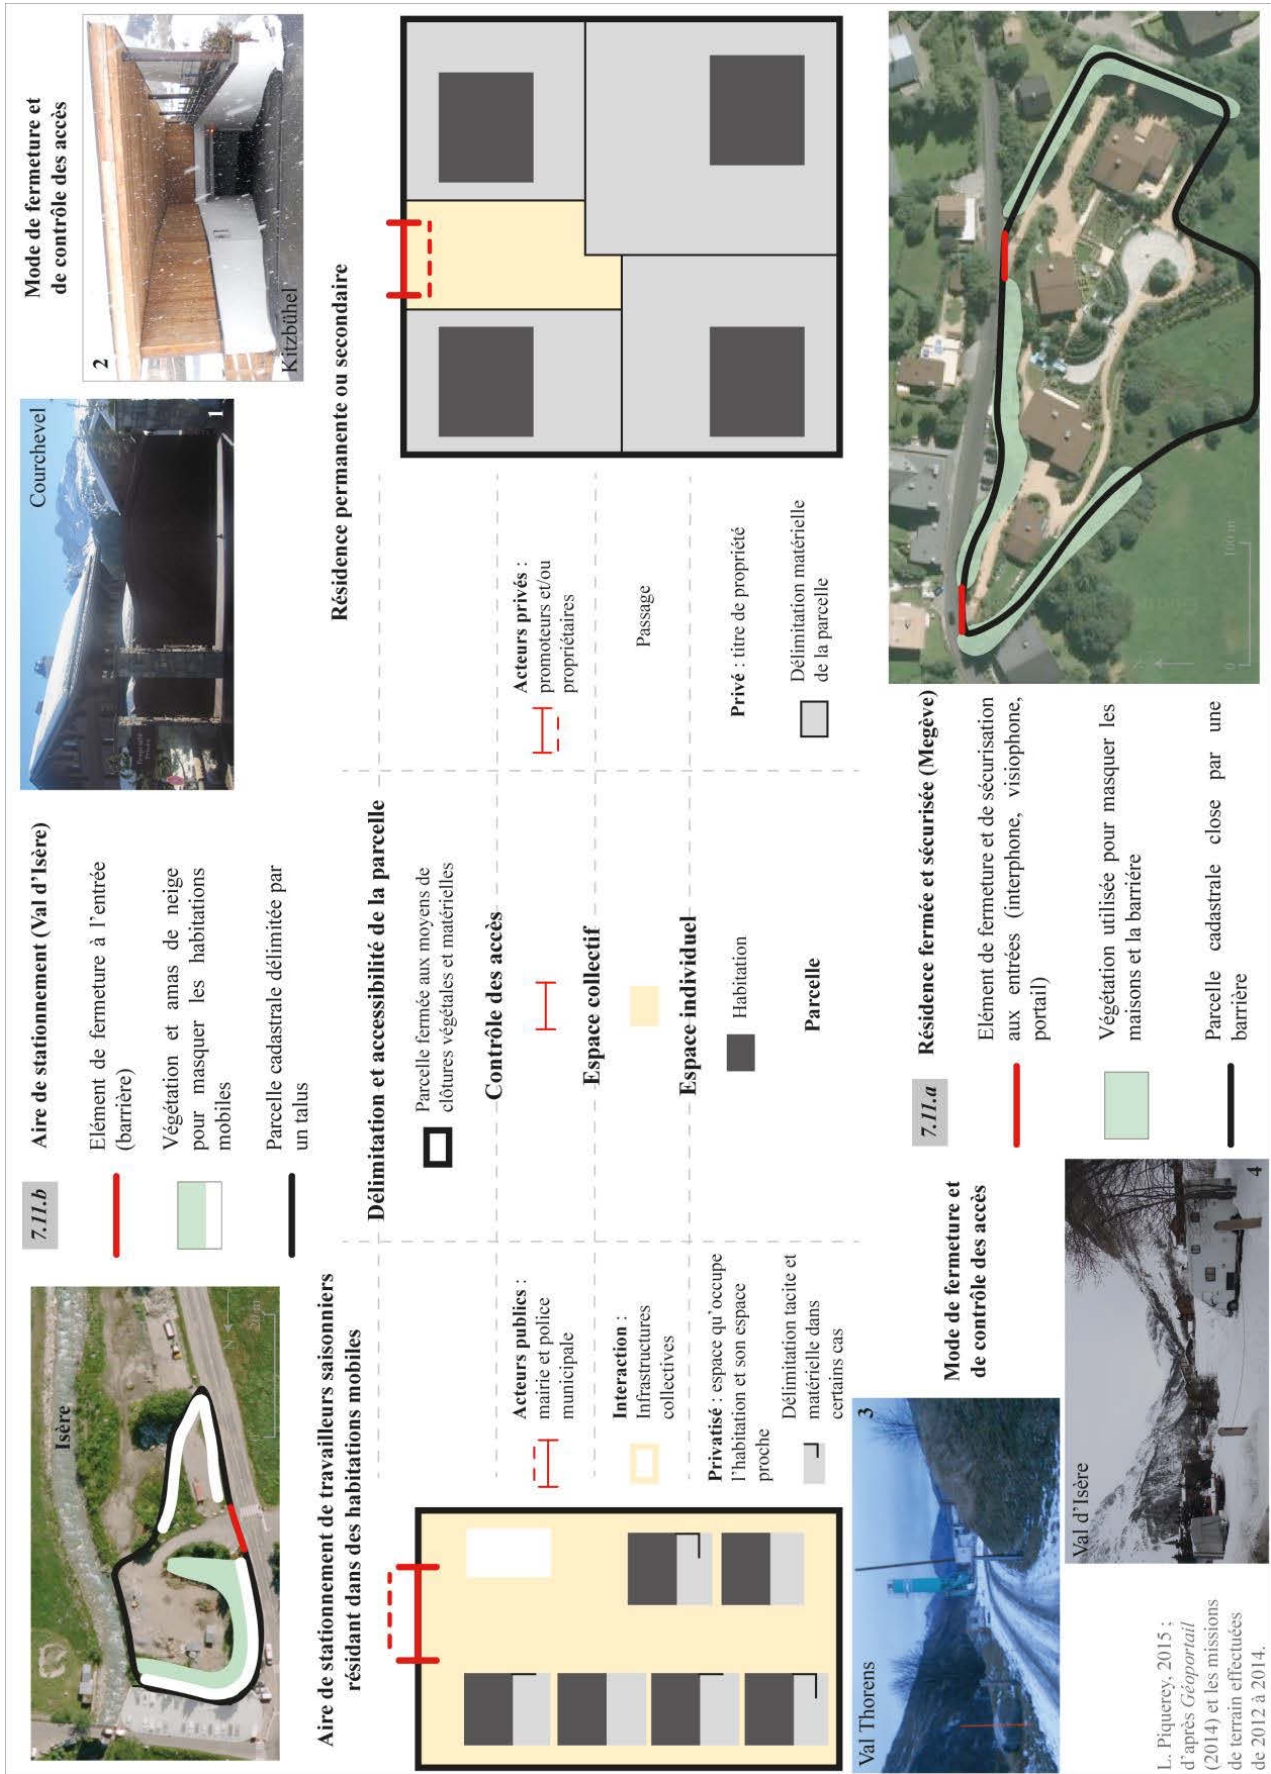 7.11.b
Aire de stationnement (Val d'Isère)
Elément de fermeture à l'entrée
(barrière)
Végétation et amas de neige
pour masquer les habitations
mobiles
Parcelle cadastrale délimitée par
un talus
Isère
N
0
20 m
Courchevel
1
Mode de fermeture et
de contrôle des accès
2
Kitzbühel
Aire de stationnement de travailleurs saisonniers
résidant dans des habitations mobiles
Délimitation et accessibilité de la parcelle
Résidence permanente ou secondaire
Parcelle fermée aux moyens de
clôtures végétales et matérielles
Contrôle des accès
Acteurs publics :
mairie et police
municipale
Acteurs privés :
promoteurs et/ou
propriétaires
Espace collectif
Interaction :
Infrastructures
collectives
Passage
Espace individuel
Privatisé : espace qu'occupe
l'habitation et son espace
proche
Habitation
Privé : titre de propriété
Parcelle
Délimitation tacite et
matérielle dans
certains cas
Délimitation matérielle
de la parcelle
Val Thorens
3
Mode de fermeture et
de contrôle des accès
Val d'Isère
4
7.11.a
Résidence fermée et sécurisée (Megève)
Elément de fermeture et de sécurisation
aux entrées (interphone, visiophone,
portail)
Végétation utilisée pour masquer les
maisons et la barrière
Parcelle cadastrale close par une
barrière
N
0
100 m
L. Piquerey, 2015 ;
d'après Géoportail
(2014) et les missions
de terrain effectuées
de 2012 à 2014.